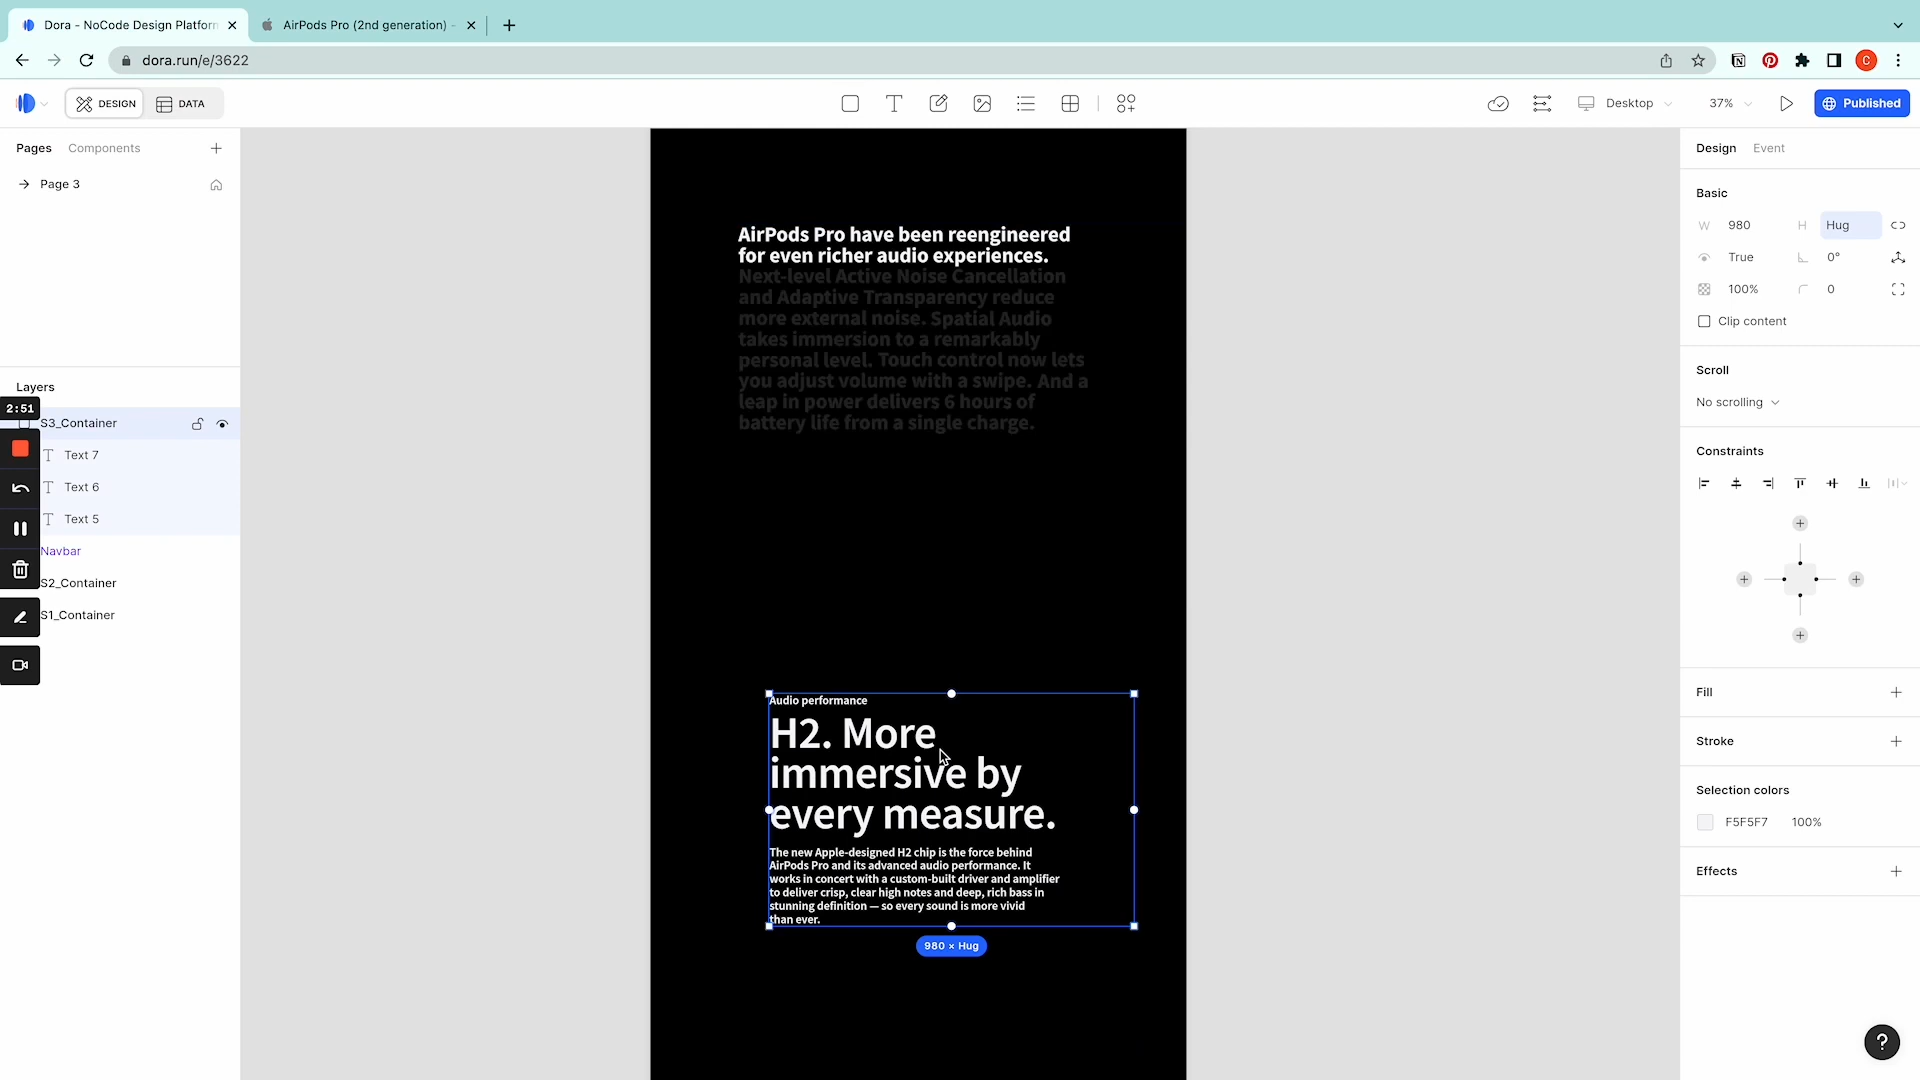 Dora - NoCode Design Platforn
AirPods Pro (2nd generation) -
dora.run/e/3622
C
DESIGN
DATA
Desktop
37%
Published
Pages
Components
Page 3
Layers
2:51
S3_Container
Text 7
Text 6
Text 5
Navbar
S2_Container
S1_Container
AirPods Pro have been reengineered
for even richer audio experiences.
Next-level Active Noise Cancellation
and Adaptive Transparency reduce
more external noise. Spatial Audio
takes immersion to a remarkably
personal level. Touch control now lets
you adjust volume with a swipe. And a
leap in power delivers 6 hours of
battery life from a single charge.
Audio performance
H2. More
immersive by
every measure.
The new Apple-designed H2 chip is the force behind
AirPods Pro and its advanced audio performance. It
works in concert with a custom-built driver and amplifier
to deliver crisp, clear high notes and deep, rich bass in
stunning definition — so every sound is more vivid
than ever.
980 × Hug
Design
Event
Basic
W 980 H Hug
True 0°
100% 0
Clip content
Scroll
No scrolling
Constraints
Fill
Stroke
Selection colors
F5F5F7 100%
Effects
?